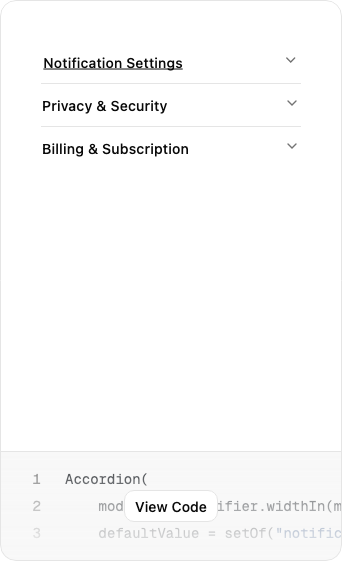 Notification Settings
Privacy & Security
Billing & Subscription
1 Accordion(
2 mod
View Code
ifier.widthIn(m
3 defaultValue = setOf("notific